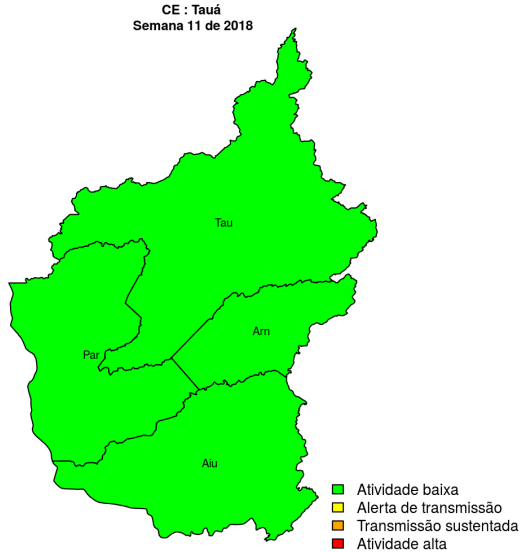 CE : Tauá
Semana 11 de 2018
Tau
Arn
Par
Aiu
Atividade baixa
Alerta de transmissão
Transmissão sustentada
Atividade alta